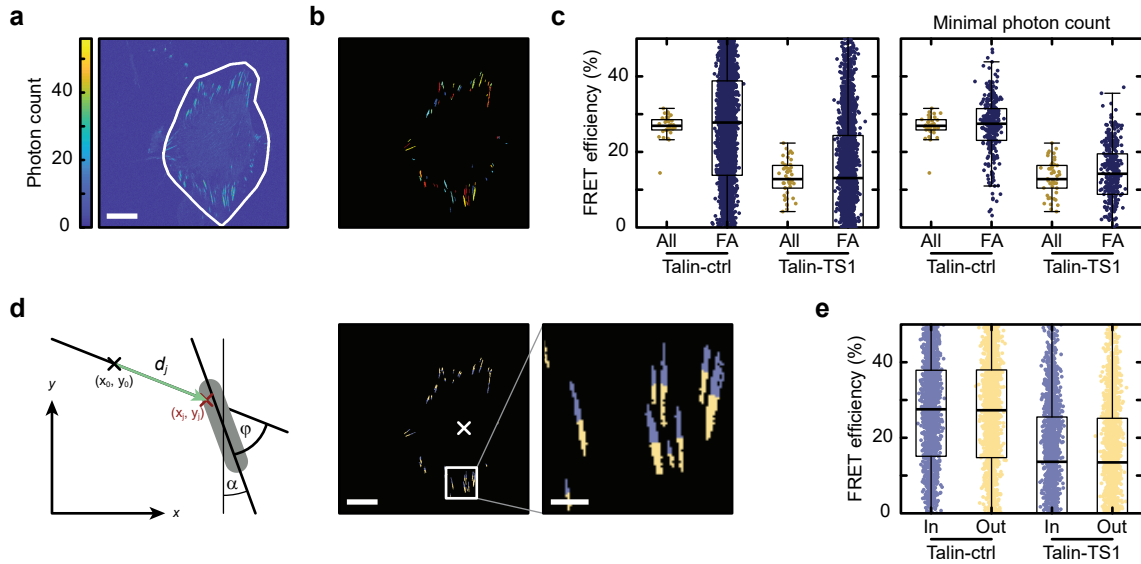 a
Photon count
40
20
0
b
c
FRET efficiency (%)
40
20
0
All FA All FA
Talin-ctrl Talin-TS1
Minimal photon count
All FA All FA
Talin-ctrl Talin-TS1
d
y
x
(x₀, y₀)
dⱼ
(xⱼ, yⱼ)
φ
α
e
FRET efficiency (%)
40
20
0
In Out In Out
Talin-ctrl Talin-TS1